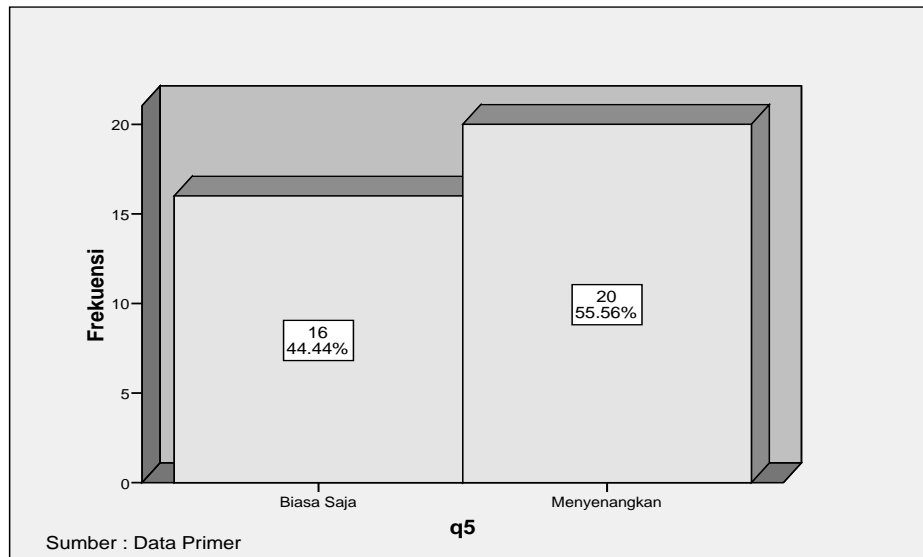 20
15
10
5
0
Frekuensi
16
44.44%
20
55.56%
Biasa Saja
Menyenangkan
q5
Sumber : Data Primer